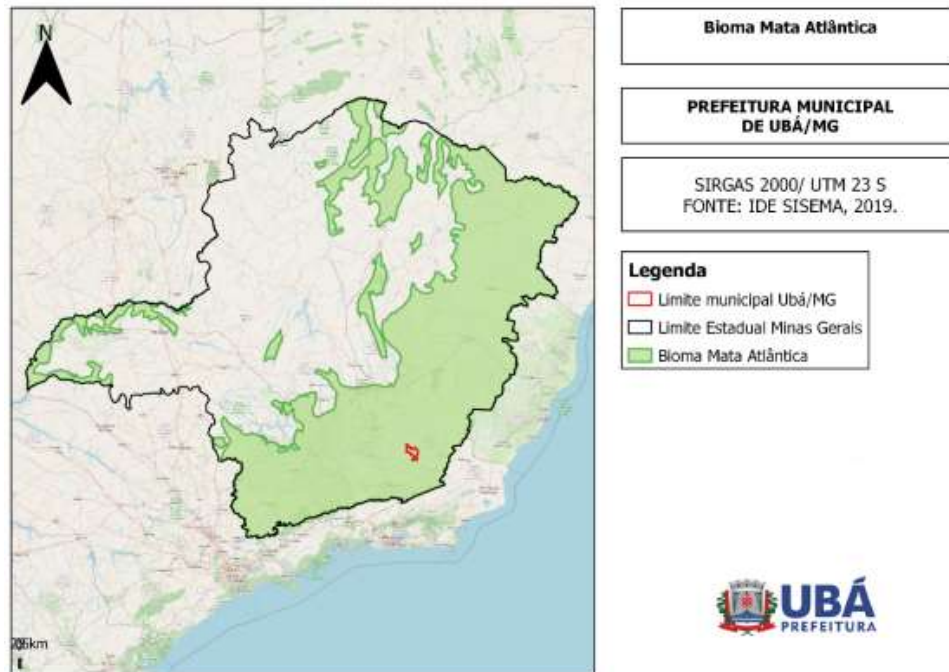 N
Bioma Mata Atlântica
PREFEITURA MUNICIPAL
DE UBÁ/MG
SIRGAS 2000/ UTM 23 S
FONTE: IDE SISEMA, 2019.
Legenda
Limite municipal Ubá/MG
Limite Estadual Minas Gerais
Bioma Mata Atlântica
UBÁ
PREFEITURA